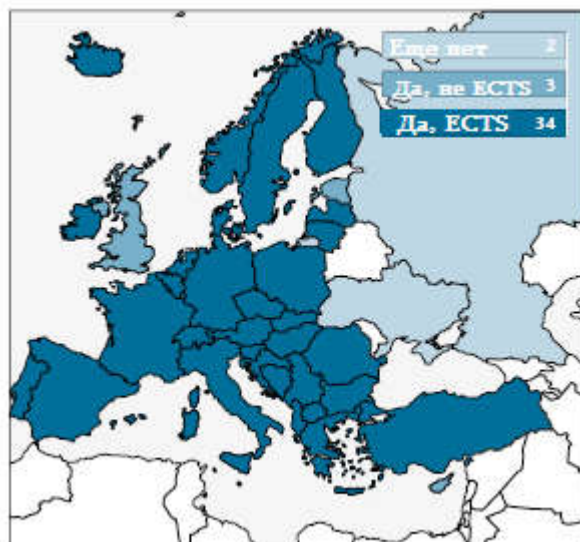 Еще нет 2
Да, не ECTS 3
Да, ECTS 34